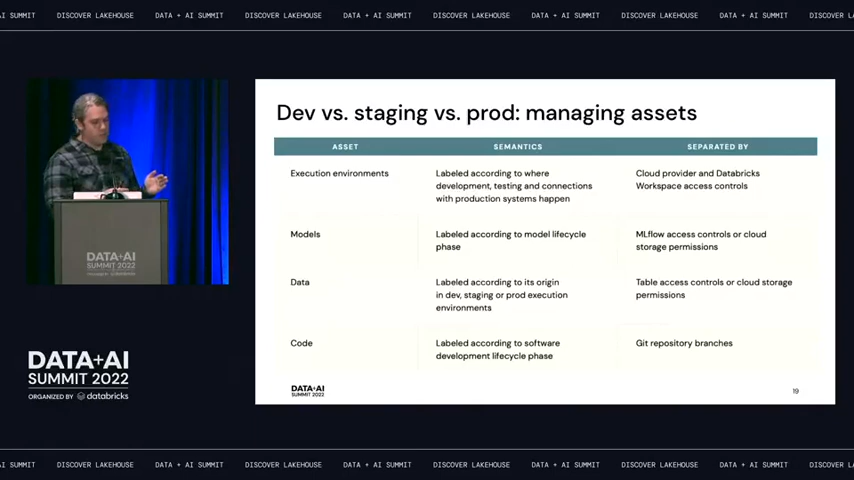 AI SUMMIT DISCOVER LAKEHOUSE DATA + AI SUMMIT DISCOVER LAKEHOUSE DATA + AI SUMMIT DISCOVER LAKEHOUSE DATA + AI SUMMIT DISCOVER LAKEHOUSE DATA + AI SUMMIT DISCOVER
Dev vs. staging vs. prod: managing assets
ASSET SEMANTICS SEPARATED BY
Execution environments
Labeled according to where
development, testing and connections
with production systems happen
Cloud provider and Databricks
Workspace access controls
Models
Labeled according to model lifecycle
phase
MLflow access controls or cloud
storage permissions
Data
Labeled according to its origin
in dev, staging or prod execution
environments
Table access controls or cloud storage
permissions
Code
Labeled according to software
development lifecycle phase
Git repository branches
DATA+AI
SUMMIT 2022
19
DATA+AI
SUMMIT 2022
DATA+AI
SUMMIT 2022
ORGANIZED BY databricks
AI SUMMIT DISCOVER LAKEHOUSE DATA + AI SUMMIT DISCOVER LAKEHOUSE DATA + AI SUMMIT DISCOVER LAKEHOUSE DATA + AI SUMMIT DISCOVER LAKEHOUSE DATA + AI SUMMIT DISCOVER